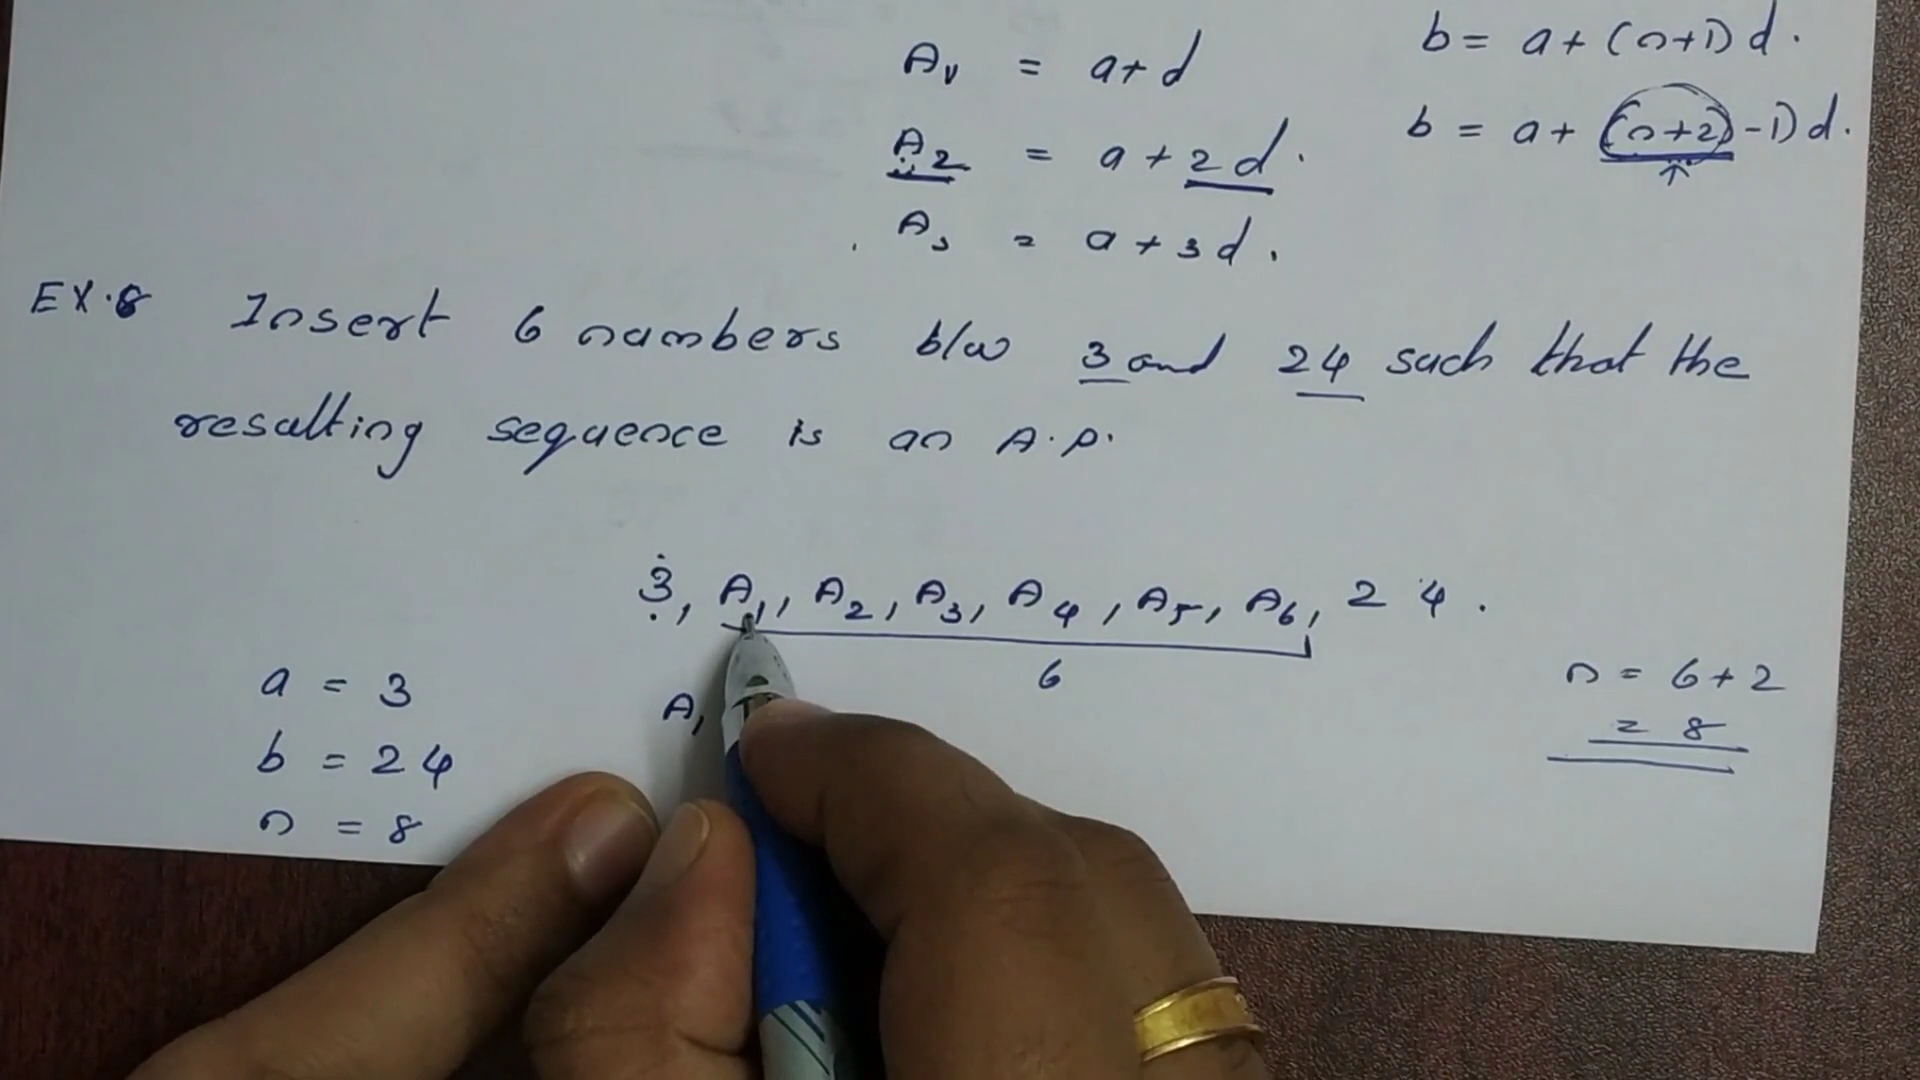 A₁ = a+d
b = a+(n+1)d.
A₂ = a+2d.
b = a+((n+2)-1)d.
A₃ = a+3d.
EX.8 Insert 6 numbers b/w 3 and 24 such that the
resulting sequence is an A.P.
3, A₁, A₂, A₃, A₄, A₅, A₆, 24.
6
a = 3
b = 24
n = 8
A₁
n = 6+2
= 8